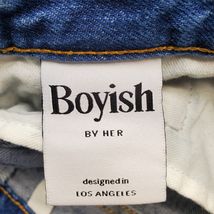 Boyish
BY HER
designed in
LOS ANGELES